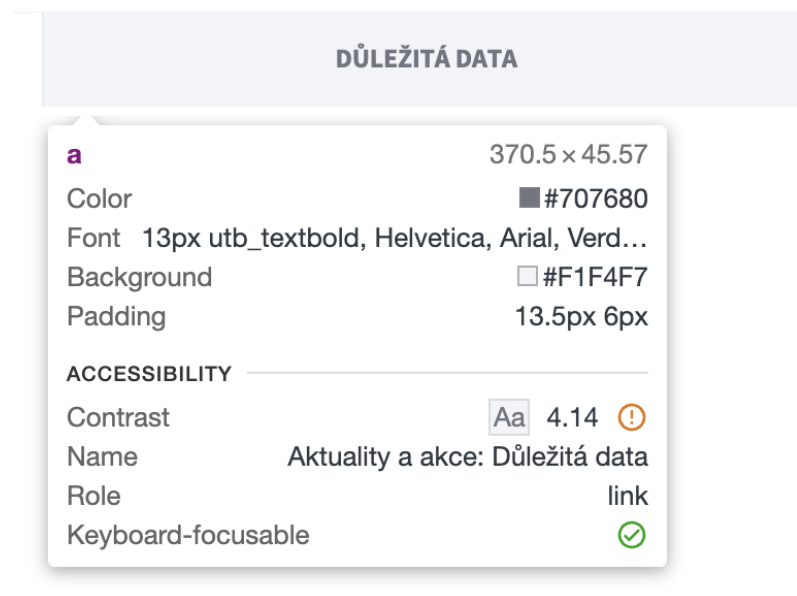 DŮLEŽITÁ DATA
a 370.5 × 45.57
Color #707680
Font 13px utb_textbold, Helvetica, Arial, Verd…
Background #F1F4F7
Padding 13.5px 6px
ACCESSIBILITY
Contrast Aa 4.14
Name Aktuality a akce: Důležitá data
Role link
Keyboard-focusable